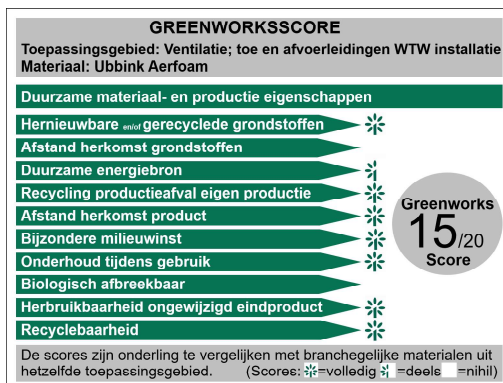 GREENWORKSSCORE
Toepassingsgebied: Ventilatie; toe en afvoerleidingen WTW installatie
Materiaal: Ubbink Aerfoam
Duurzame materiaal- en productie eigenschappen
Hernieuwbare en/of gerecyclede grondstoffen
Afstand herkomst grondstoffen
Duurzame energiebron
Recycling productieafval eigen productie
Afstand herkomst product
Bijzondere milieuwinst
Onderhoud tijdens gebruik
Biologisch afbreekbaar
Herbruikbaarheid ongewijzigd eindproduct
Recyclebaarheid
Greenworks
15/20
Score
De scores zijn onderling te vergelijken met branchegelijke materialen uit
hetzelfde toepassingsgebied. (Scores: =volledig =deels =nihil)